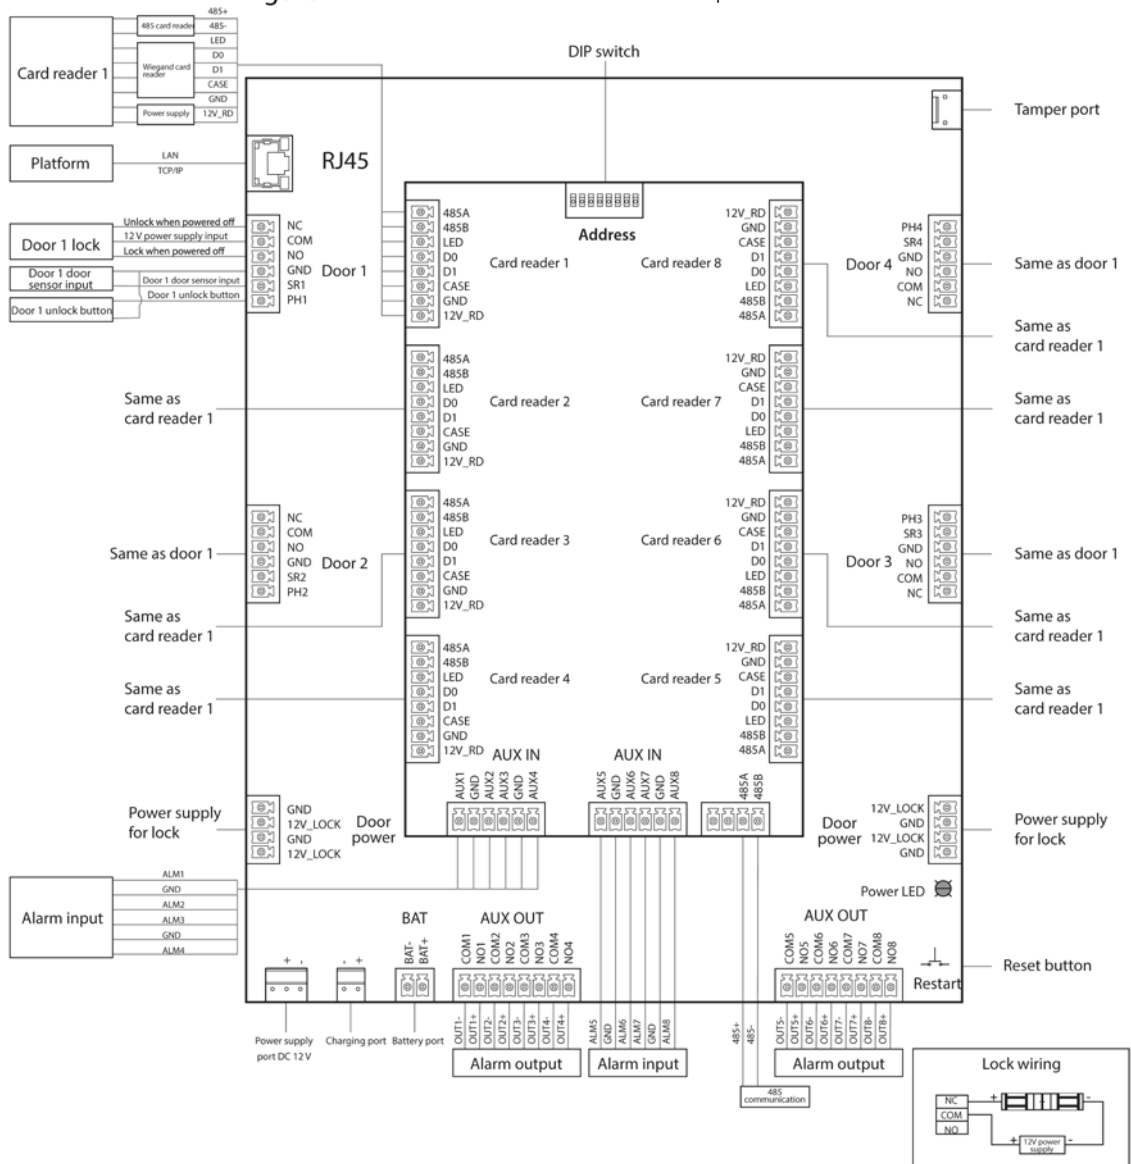 485+
485 card reader
485-
LED
D0
Card reader 1
Wiegand card
reader
D1
CASE
GND
Power supply
12V_RD
DIP switch
Tamper port
Platform
LAN
TCP/IP
RJ45
Address
Door 1 lock
Unlock when powered off
12 V power supply input
Lock when powered off
Door 1 door
sensor input
Door 1 door sensor input
Door 1 unlock button
Door 1 unlock button
NC
COM
NO
GND
SR1
PH1
Door 1
485A
485B
LED
D0
D1
CASE
GND
12V_RD
Card reader 1
Card reader 8
12V_RD
GND
CASE
D1
D0
LED
485B
485A
Door 4
PH4
SR4
GND
NO
COM
NC
Same as door 1
Same as
card reader 1
Same as
card reader 1
485A
485B
LED
D0
D1
CASE
GND
12V_RD
Card reader 2
Card reader 7
12V_RD
GND
CASE
D1
D0
LED
485B
485A
Same as
card reader 1
Same as door 1
NC
COM
NO
GND
SR2
PH2
Door 2
485A
485B
LED
D0
D1
CASE
GND
12V_RD
Card reader 3
Card reader 6
12V_RD
GND
CASE
D1
D0
LED
485B
485A
Door 3
PH3
SR3
GND
NO
COM
NC
Same as door 1
Same as
card reader 1
Same as
card reader 1
Same as
card reader 1
485A
485B
LED
D0
D1
CASE
GND
12V_RD
Card reader 4
Card reader 5
12V_RD
GND
CASE
D1
D0
LED
485B
485A
Same as
card reader 1
AUX IN
AUX1
GND
AUX2
AUX3
GND
AUX4
AUX IN
AUX5
GND
AUX6
AUX7
GND
AUX8
485A
485B
Power supply
for lock
GND
12V_LOCK
GND
12V_LOCK
Door
power
Door
power
12V_LOCK
GND
12V_LOCK
GND
Power supply
for lock
Alarm input
ALM1
GND
ALM2
ALM3
GND
ALM4
Power LED
BAT
BAT-
BAT+
AUX OUT
COM1
NO1
COM2
NO2
COM3
NO3
COM4
NO4
AUX OUT
COM5
NO5
COM6
NO6
COM7
NO7
COM8
NO8
Restart
Reset button
+ -
- +
Power supply
port DC 12 V
Charging port
Battery port
OUT1-
OUT1+
OUT2-
OUT2+
OUT3-
OUT3+
OUT4-
OUT4+
Alarm output
ALM5
GND
ALM6
ALM7
GND
ALM8
Alarm input
485+
485-
485
communication
OUT5-
OUT5+
OUT6-
OUT6+
OUT7-
OUT7+
OUT8-
OUT8+
Alarm output
Lock wiring
NC
COM
NO
+ -
+ 12V power
supply -